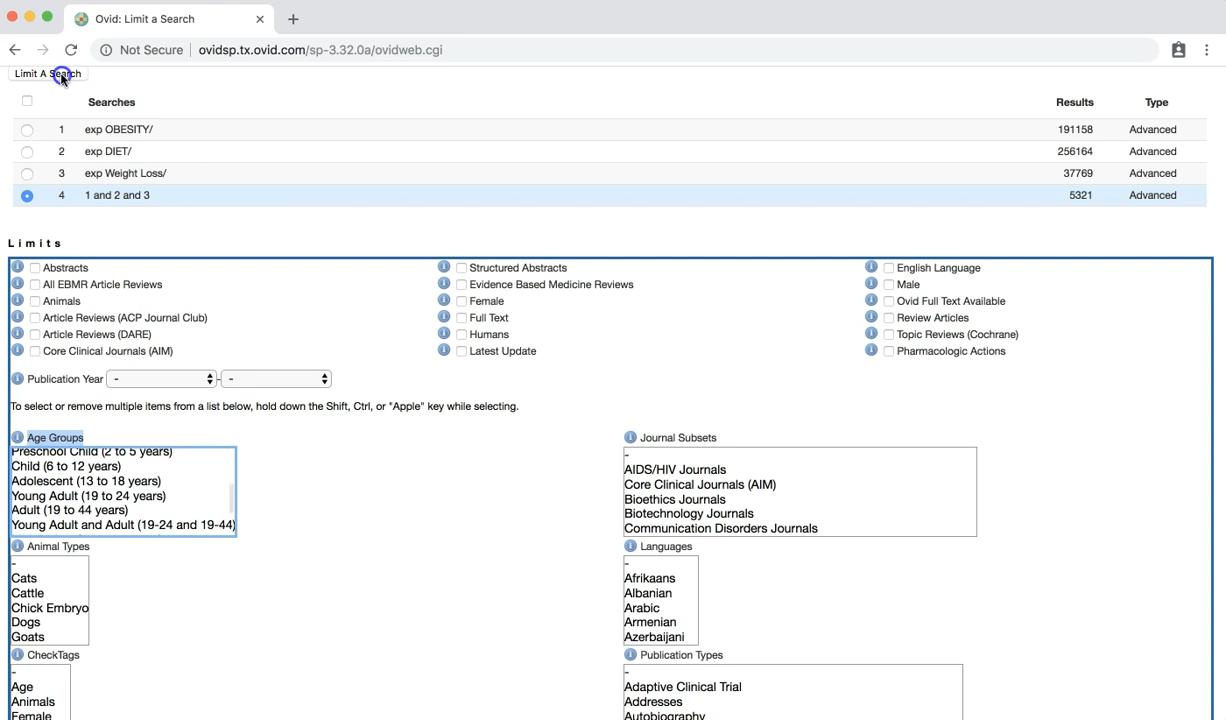 Ovid: Limit a Search
Not Secure ovidsp.tx.ovid.com/sp-3.32.0a/ovidweb.cgi
Limit A Search
Searches Results Type
1 exp OBESITY/ 191158 Advanced
2 exp DIET/ 256164 Advanced
3 exp Weight Loss/ 37769 Advanced
4 1 and 2 and 3 5321 Advanced
Limits
Abstracts Structured Abstracts English Language
All EBMR Article Reviews Evidence Based Medicine Reviews Male
Animals Female Ovid Full Text Available
Article Reviews (ACP Journal Club) Full Text Review Articles
Article Reviews (DARE) Humans Topic Reviews (Cochrane)
Core Clinical Journals (AIM) Latest Update Pharmacologic Actions
Publication Year - - -
To select or remove multiple items from a list below, hold down the Shift, Ctrl, or "Apple" key while selecting.
Age Groups
Preschool Child (2 to 5 years)
Child (6 to 12 years)
Adolescent (13 to 18 years)
Young Adult (19 to 24 years)
Adult (19 to 44 years)
Young Adult and Adult (19-24 and 19-44)
Journal Subsets
-
AIDS/HIV Journals
Core Clinical Journals (AIM)
Bioethics Journals
Biotechnology Journals
Communication Disorders Journals
Animal Types
-
Cats
Cattle
Chick Embryo
Dogs
Goats
Languages
-
Afrikaans
Albanian
Arabic
Armenian
Azerbaijani
CheckTags
-
Age
Animals
Female
Publication Types
-
Adaptive Clinical Trial
Addresses
Autobiography